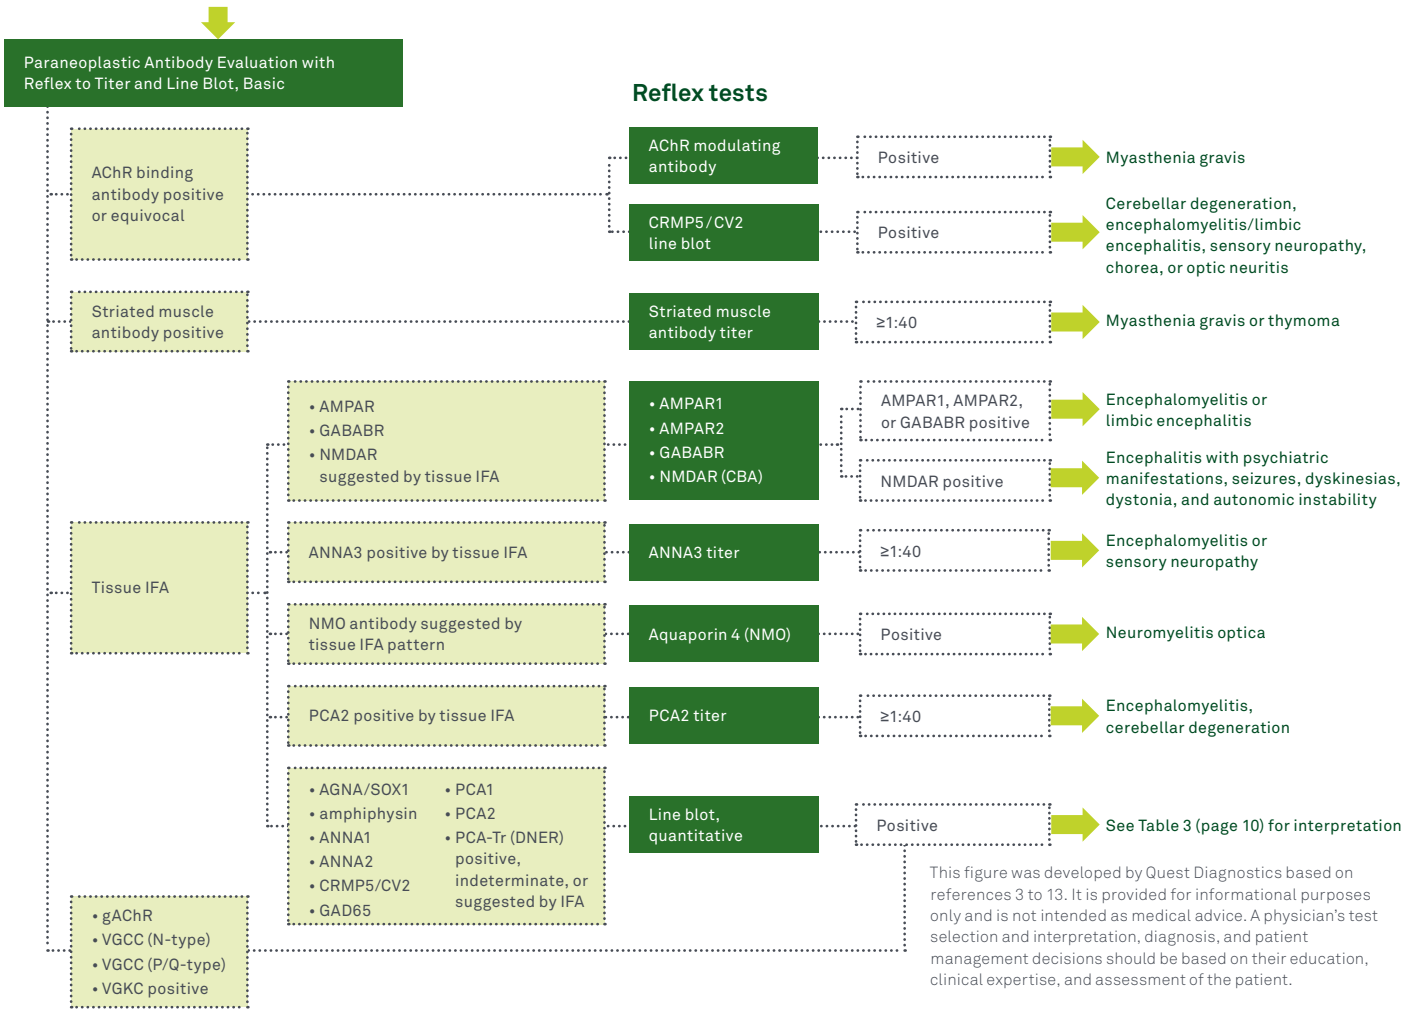 Paraneoplastic Antibody Evaluation with
Reflex to Titer and Line Blot, Basic
Reflex tests
AChR binding
antibody positive
or equivocal
AChR modulating
antibody
Positive
Myasthenia gravis
CRMP5/CV2
line blot
Positive
Cerebellar degeneration,
encephalomyelitis/limbic
encephalitis, sensory neuropathy,
chorea, or optic neuritis
Striated muscle
antibody positive
Striated muscle
antibody titer
≥1:40
Myasthenia gravis or thymoma
Tissue IFA
• AMPAR
• GABABR
• NMDAR
suggested by tissue IFA
• AMPAR1
• AMPAR2
• GABABR
• NMDAR (CBA)
AMPAR1, AMPAR2,
or GABABR positive
Encephalomyelitis or
limbic encephalitis
NMDAR positive
Encephalitis with psychiatric
manifestations, seizures, dyskinesias,
dystonia, and autonomic instability
ANNA3 positive by tissue IFA
ANNA3 titer
≥1:40
Encephalomyelitis or
sensory neuropathy
NMO antibody suggested by
tissue IFA pattern
Aquaporin 4 (NMO)
Positive
Neuromyelitis optica
PCA2 positive by tissue IFA
PCA2 titer
≥1:40
Encephalomyelitis,
cerebellar degeneration
• AGNA/SOX1
• amphiphysin
• ANNA1
• ANNA2
• CRMP5/CV2
• GAD65
• PCA1
• PCA2
• PCA-Tr (DNER)
positive,
indeterminate, or
suggested by IFA
Line blot,
quantitative
Positive
See Table 3 (page 10) for interpretation
• gAChR
• VGCC (N-type)
• VGCC (P/Q-type)
• VGKC positive
This figure was developed by Quest Diagnostics based on
references 3 to 13. It is provided for informational purposes
only and is not intended as medical advice. A physician's test
selection and interpretation, diagnosis, and patient
management decisions should be based on their education,
clinical expertise, and assessment of the patient.